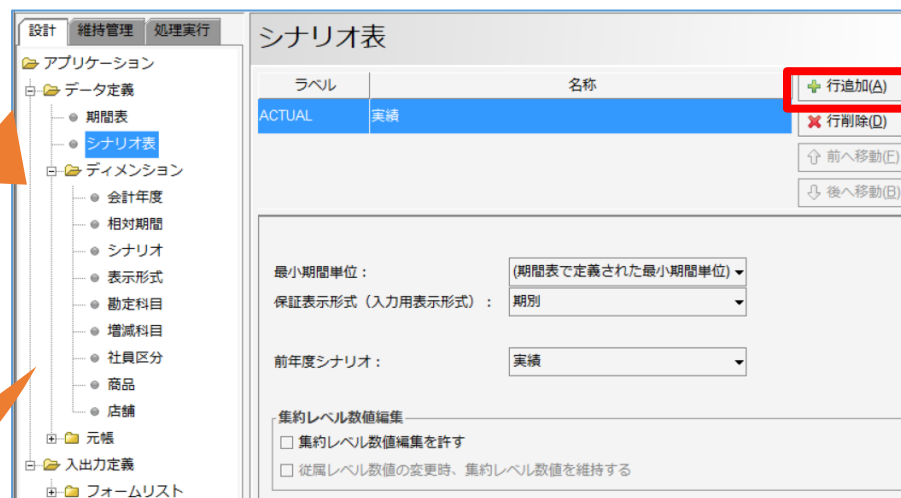 設計 維持管理 処理実行
アプリケーション
データ定義
期間表
シナリオ表
ディメンション
会計年度
相対期間
シナリオ
表示形式
勘定科目
増減科目
社員区分
商品
店舗
元帳
入出力定義
フォームリスト
シナリオ表
ラベル 名称
ACTUAL 実績
行追加(A)
行削除(D)
前へ移動(F)
後へ移動(B)
最小期間単位: (期間表で定義された最小期間単位)
保証表示形式(入力用表示形式): 期別
前年度シナリオ: 実績
集約レベル数値編集
集約レベル数値編集を許す
従属レベル数値の変更時、集約レベル数値を維持する